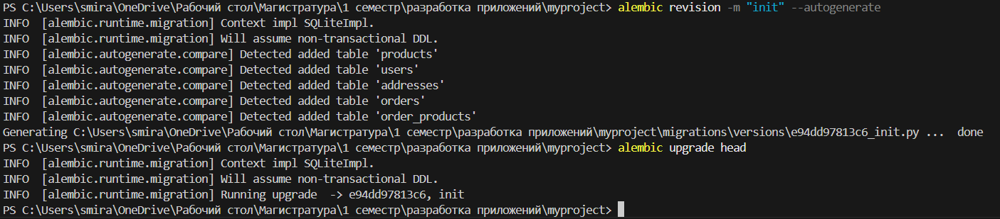 PS C:\Users\smira\OneDrive\Рабочий стол\Магистратура\1 семестр\разработка приложений\myproject> alembic revision -m "init" --autogenerate
INFO  [alembic.runtime.migration] Context impl SQLiteImpl.
INFO  [alembic.runtime.migration] Will assume non-transactional DDL.
INFO  [alembic.autogenerate.compare] Detected added table 'products'
INFO  [alembic.autogenerate.compare] Detected added table 'users'
INFO  [alembic.autogenerate.compare] Detected added table 'addresses'
INFO  [alembic.autogenerate.compare] Detected added table 'orders'
INFO  [alembic.autogenerate.compare] Detected added table 'order_products'
Generating C:\Users\smira\OneDrive\Рабочий стол\Магистратура\1 семестр\разработка приложений\myproject\migrations\versions\e94dd97813c6_init.py ...  done
PS C:\Users\smira\OneDrive\Рабочий стол\Магистратура\1 семестр\разработка приложений\myproject> alembic upgrade head
INFO  [alembic.runtime.migration] Context impl SQLiteImpl.
INFO  [alembic.runtime.migration] Will assume non-transactional DDL.
INFO  [alembic.runtime.migration] Running upgrade  -> e94dd97813c6, init
PS C:\Users\smira\OneDrive\Рабочий стол\Магистратура\1 семестр\разработка приложений\myproject>